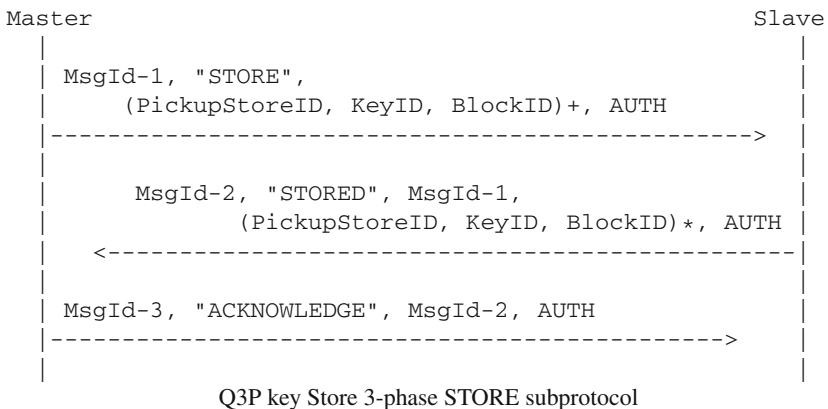 Master Slave
MsgId-1, "STORE",
(PickupStoreID, KeyID, BlockID)+, AUTH
MsgId-2, "STORED", MsgId-1,
(PickupStoreID, KeyID, BlockID)*, AUTH
MsgId-3, "ACKNOWLEDGE", MsgId-2, AUTH
Q3P key Store 3-phase STORE subprotocol